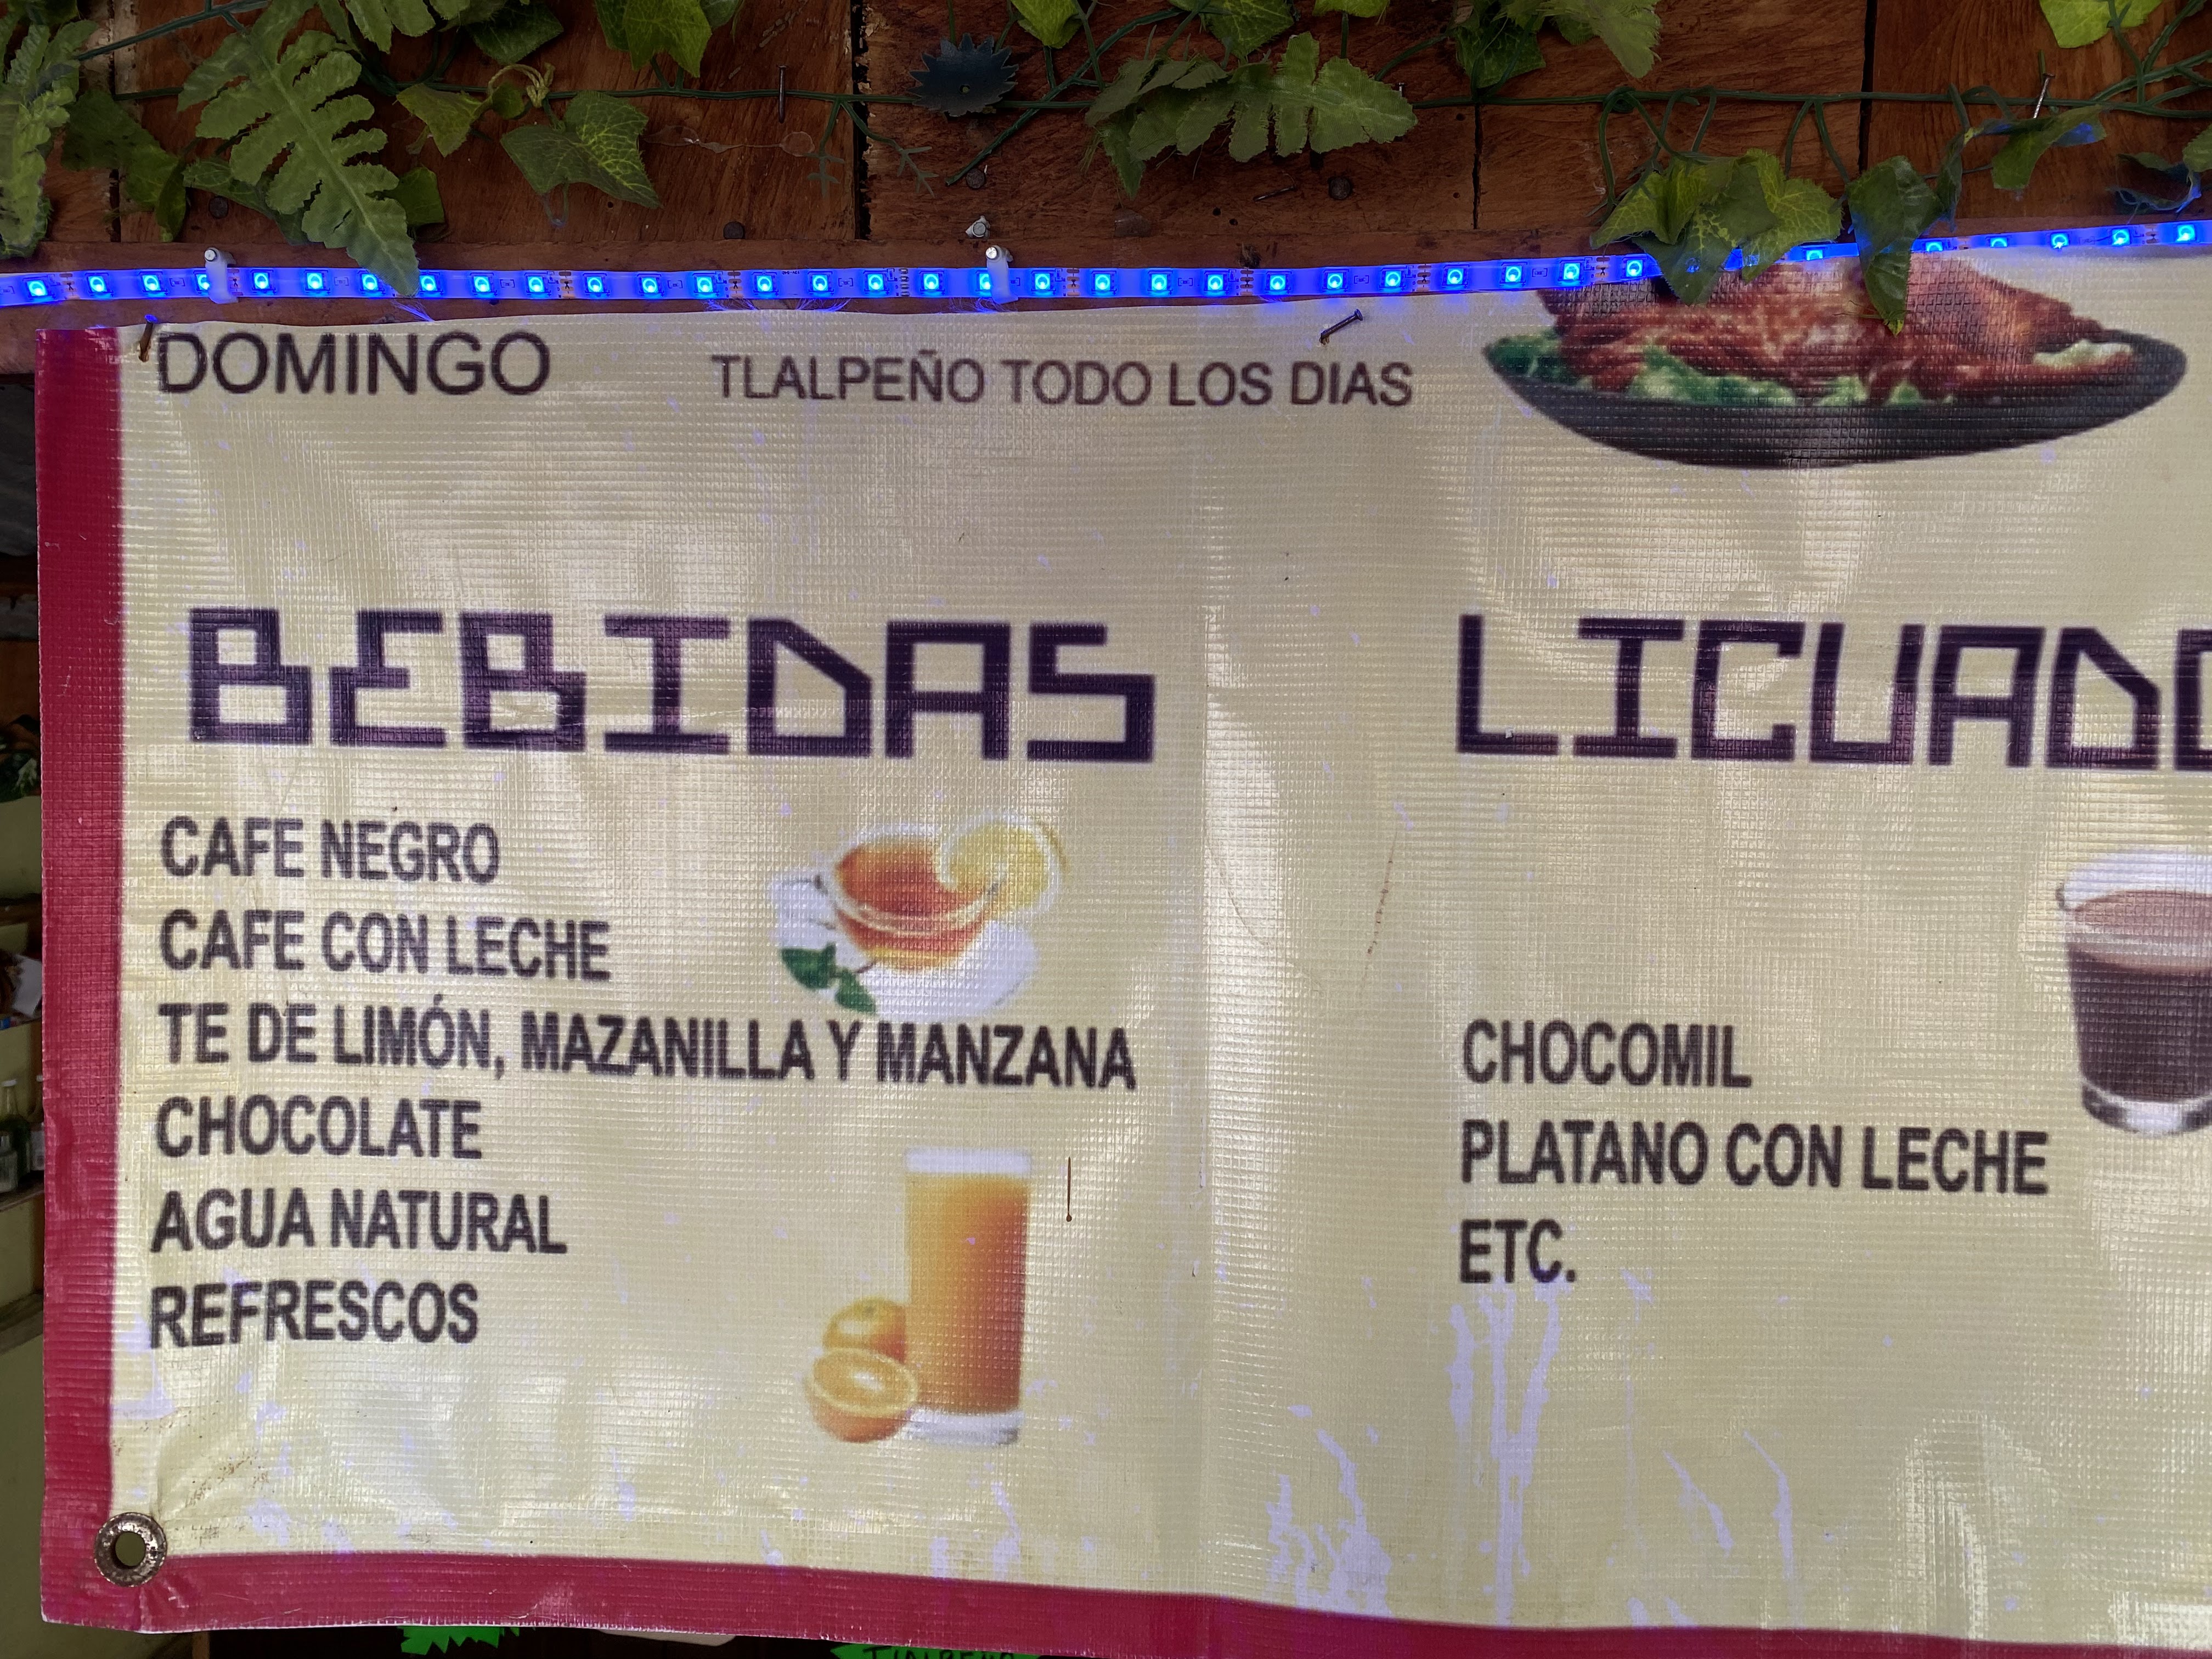 DOMINGO
TLALPEÑO TODO LOS DIAS
BEBIDAS
CAFE NEGRO
CAFE CON LECHE
TE DE LIMÓN, MAZANILLA Y MANZANA
CHOCOLATE
AGUA NATURAL
REFRESCOS
LICUADO
CHOCOMIL
PLATANO CON LECHE
ETC.